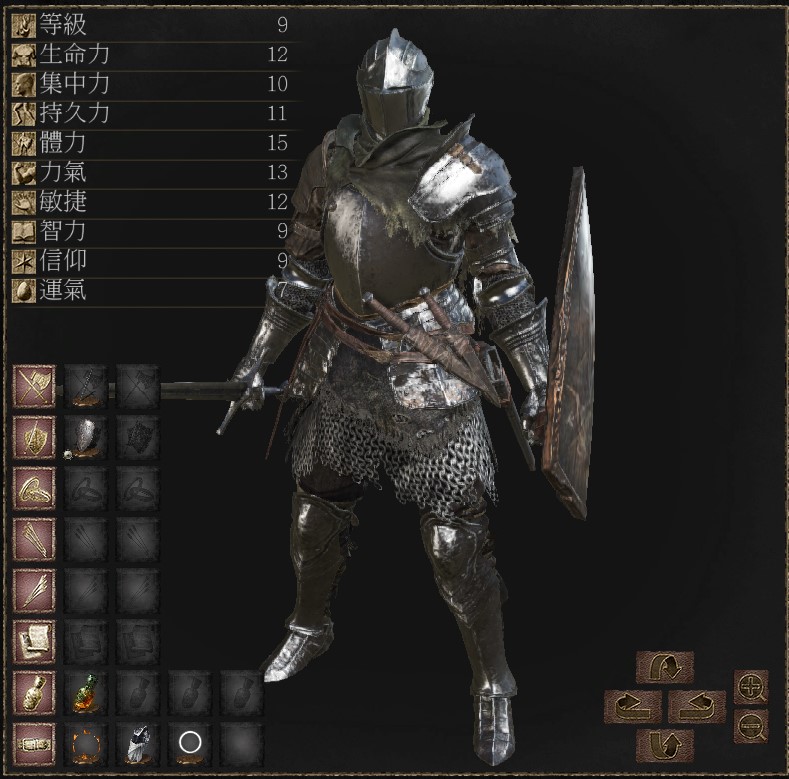 等級 9
生命力 12
集中力 10
持久力 11
體力 15
力氣 13
敏捷 12
智力 9
信仰 9
運氣 7